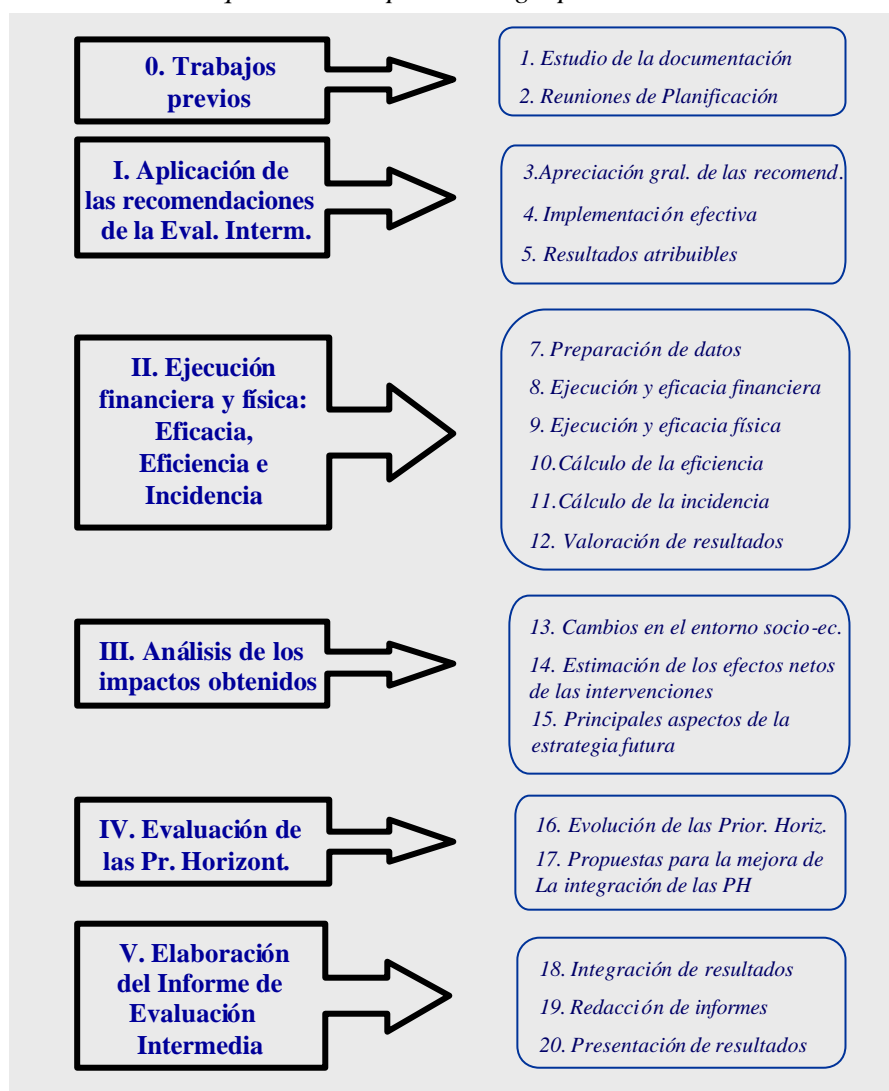 0. Trabajos
previos
1. Estudio de la documentación
2. Reuniones de Planificación
I. Aplicación de
las recomendaciones
de la Eval. Interm.
3.Apreciación gral. de las recomend.
4. Implementación efectiva
5. Resultados atribuibles
II. Ejecución
financiera y física:
Eficacia,
Eficiencia e
Incidencia
7. Preparación de datos
8. Ejecución y eficacia financiera
9. Ejecución y eficacia física
10.Cálculo de la eficiencia
11.Cálculo de la incidencia
12. Valoración de resultados
III. Análisis de los
impactos obtenidos
13. Cambios en el entorno socio-ec.
14. Estimación de los efectos netos
de las intervenciones
15. Principales aspectos de la
estrategia futura
IV. Evaluación de
las Pr. Horizont.
16. Evolución de las Prior. Horiz.
17. Propuestas para la mejora de
La integración de las PH
V. Elaboración
del Informe de
Evaluación
Intermedia
18. Integración de resultados
19. Redacción de informes
20. Presentación de resultados